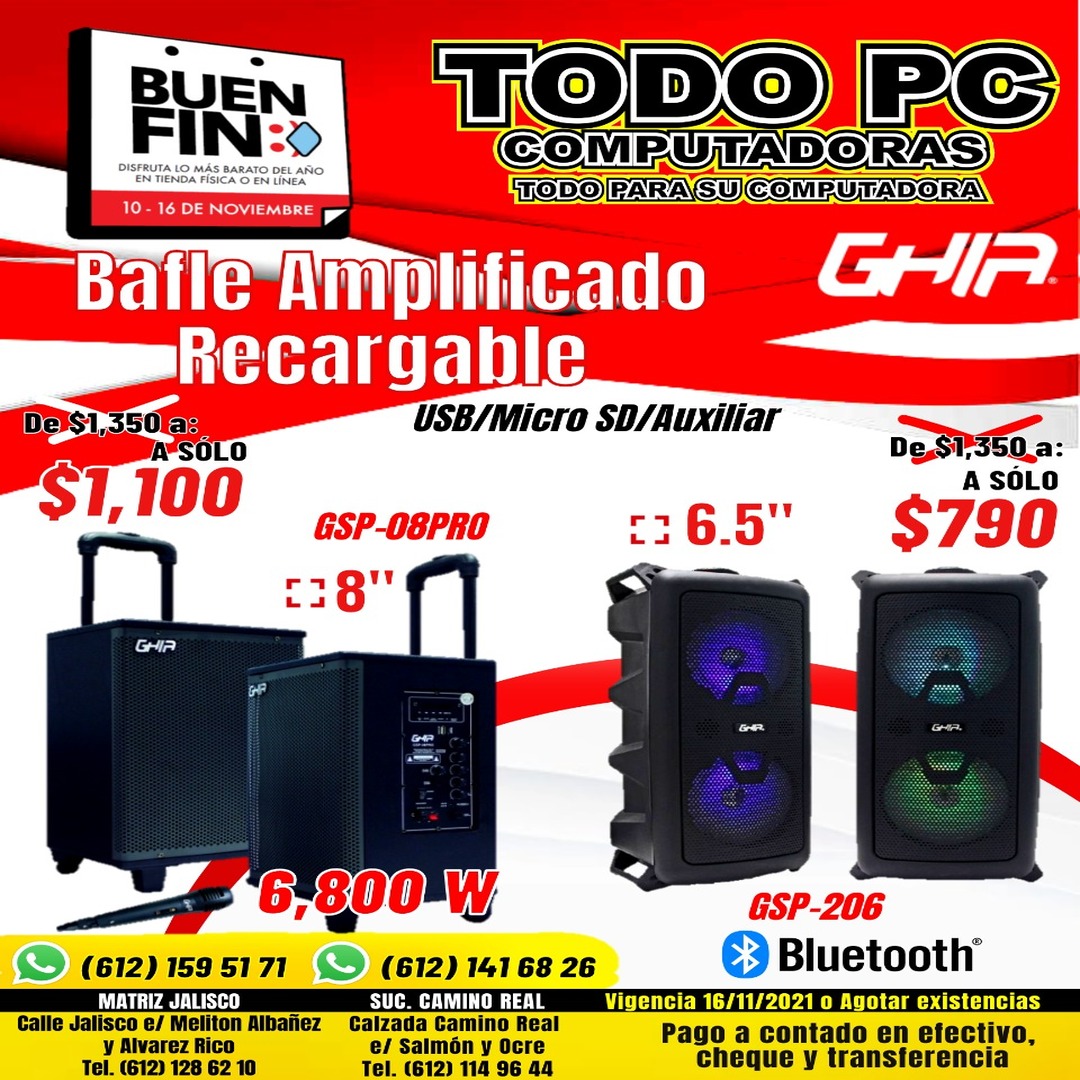 BUEN
FIN
DISFRUTA LO MÁS BARATO DEL AÑO
EN TIENDA FÍSICA O EN LÍNEA
10 - 16 DE NOVIEMBRE
TODO PC
COMPUTADORAS
TODO PARA SU COMPUTADORA
GHIA®
Bafle Amplificado
Recargable
USB/Micro SD/Auxiliar
De $1,350 a:
A SÓLO
$1,100
GSP-08PRO
8"
6.5"
De $1,350 a:
A SÓLO
$790
GHIA
GHIA
GHIA
GHIA
GHIA
6,800 W
GSP-206
Bluetooth®
(612) 159 51 71
(612) 141 68 26
MATRIZ JALISCO
Calle Jalisco e/ Meliton Albañez
y Alvarez Rico
Tel. (612) 128 62 10
SUC. CAMINO REAL
Calzada Camino Real
e/ Salmón y Ocre
Tel. (612) 114 96 44
Vigencia 16/11/2021 o Agotar existencias
Pago a contado en efectivo,
cheque y transferencia